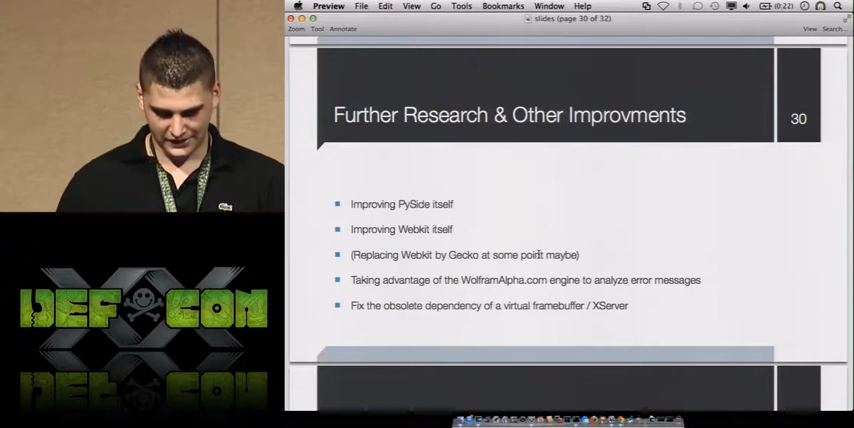 Preview File Edit View Go Tools Bookmarks Window Help (0:22)
slides (page 30 of 32)
Zoom Tool Annotate View Search...
Further Research & Other Improvments 30
Improving PySide itself
Improving Webkit itself
(Replacing Webkit by Gecko at some point maybe)
Taking advantage of the WolframAlpha.com engine to analyze error messages
Fix the obsolete dependency of a virtual framebuffer / XServer
DEF CON
XX